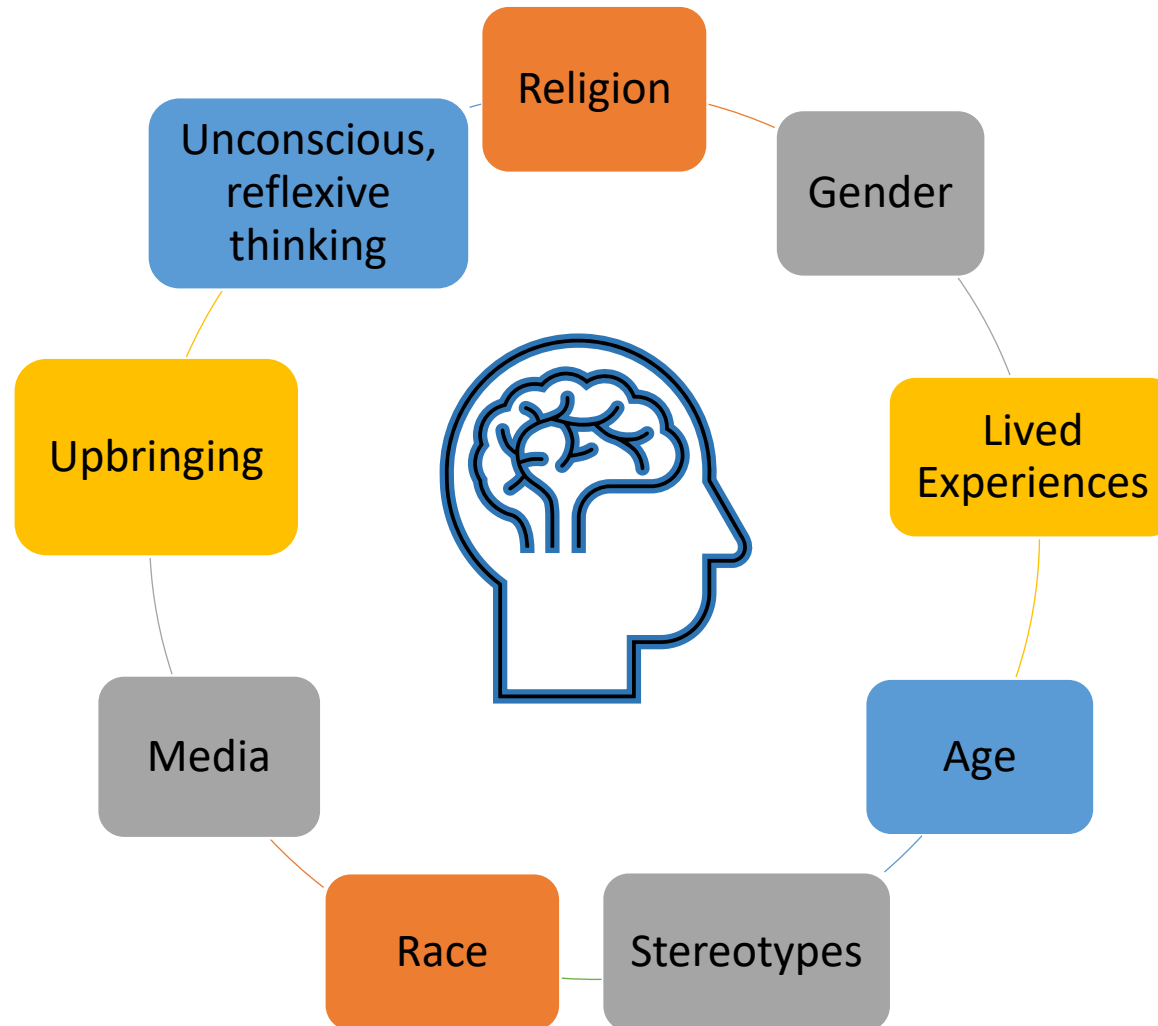 Religion
Gender
Lived
Experiences
Age
Stereotypes
Race
Media
Upbringing
Unconscious,
reflexive
thinking